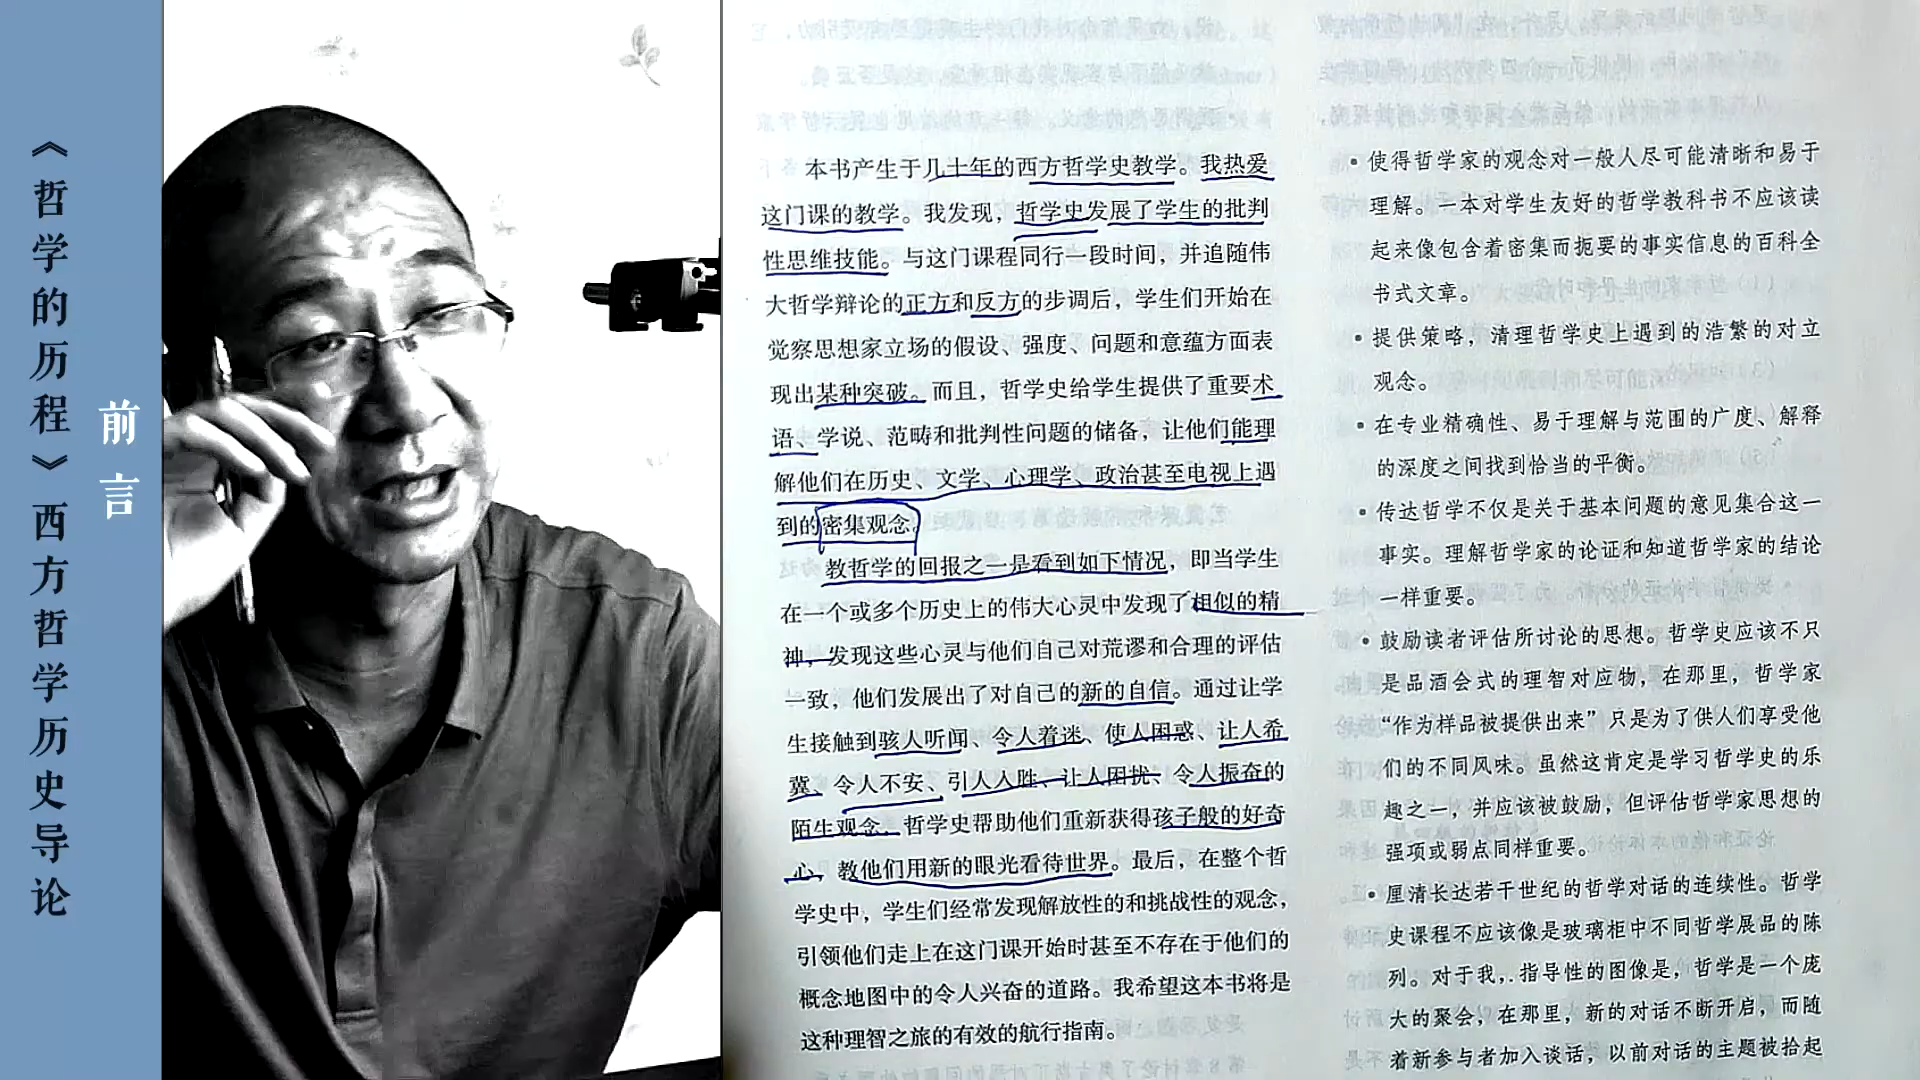 《哲学的历程》西方哲学历史导论
前言
本书产生于几十年的西方哲学史教学。我热爱
这门课的教学。我发现，哲学史发展了学生的批判
性思维技能。与这门课程同行一段时间，并追随伟
大哲学辩论的正方和反方的步调后，学生们开始在
觉察思想家立场的假设、强度、问题和意蕴方面表
现出某种突破。而且，哲学史给学生提供了重要术
语、学说、范畴和批判性问题的储备，让他们能理
解他们在历史、文学、心理学、政治甚至电视上遇
到的密集观念
教哲学的回报之一是看到如下情况，即当学生
在一个或多个历史上的伟大心灵中发现了相似的精
神，发现这些心灵与他们自己对荒谬和合理的评估
一致，他们发展出了对自己的新的自信。通过让学
生接触到骇人听闻、令人着迷、使人困惑、让人希
冀、令人不安、引人入胜、让人困扰、令人振奋的
陌生观念，哲学史帮助他们重新获得孩子般的好奇
心，教他们用新的眼光看待世界。最后，在整个哲
学史中，学生们经常发现解放性的和挑战性的观念，
引领他们走上在这门课开始时甚至不存在于他们的
概念地图中的令人兴奋的道路。我希望这本书将是
这种理智之旅的有效的航行指南。
• 使得哲学家的观念对一般人尽可能清晰和易于
理解。一本对学生友好的哲学教科书不应该读
起来像包含着密集而扼要的事实信息的百科全
书式文章。
• 提供策略，清理哲学史上遇到的浩繁的对立
观念。
• 在专业精确性、易于理解与范围的广度、解释
的深度之间找到恰当的平衡。
• 传达哲学不仅是关于基本问题的意见集合这一
事实。理解哲学家的论证和知道哲学家的结论
一样重要。
• 鼓励读者评估所讨论的思想。哲学史应该不只
是品酒会式的理智对应物，在那里，哲学家
“作为样品被提供出来”只是为了供人们享受他
们的不同风味。虽然这肯定是学习哲学史的乐
趣之一，并应该被鼓励，但评估哲学家思想的
强项或弱点同样重要。
• 厘清长达若干世纪的哲学对话的连续性。哲学
史课程不应该像是玻璃柜中不同哲学展品的陈
列。对于我，指导性的图像是，哲学是一个庞
大的聚会，在那里，新的对话不断开启，而随
着新参与者加入谈话，以前对话的主题被拾起